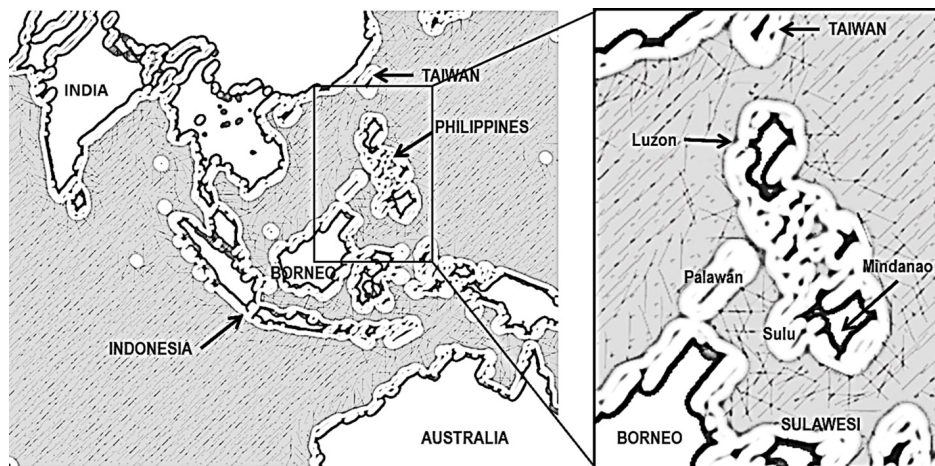 INDIA
TAIWAN
PHILIPPINES
BORNEO
INDONESIA
AUSTRALIA
TAIWAN
Luzon
Palawan
Mindanao
Sulu
BORNEO
SULAWESI